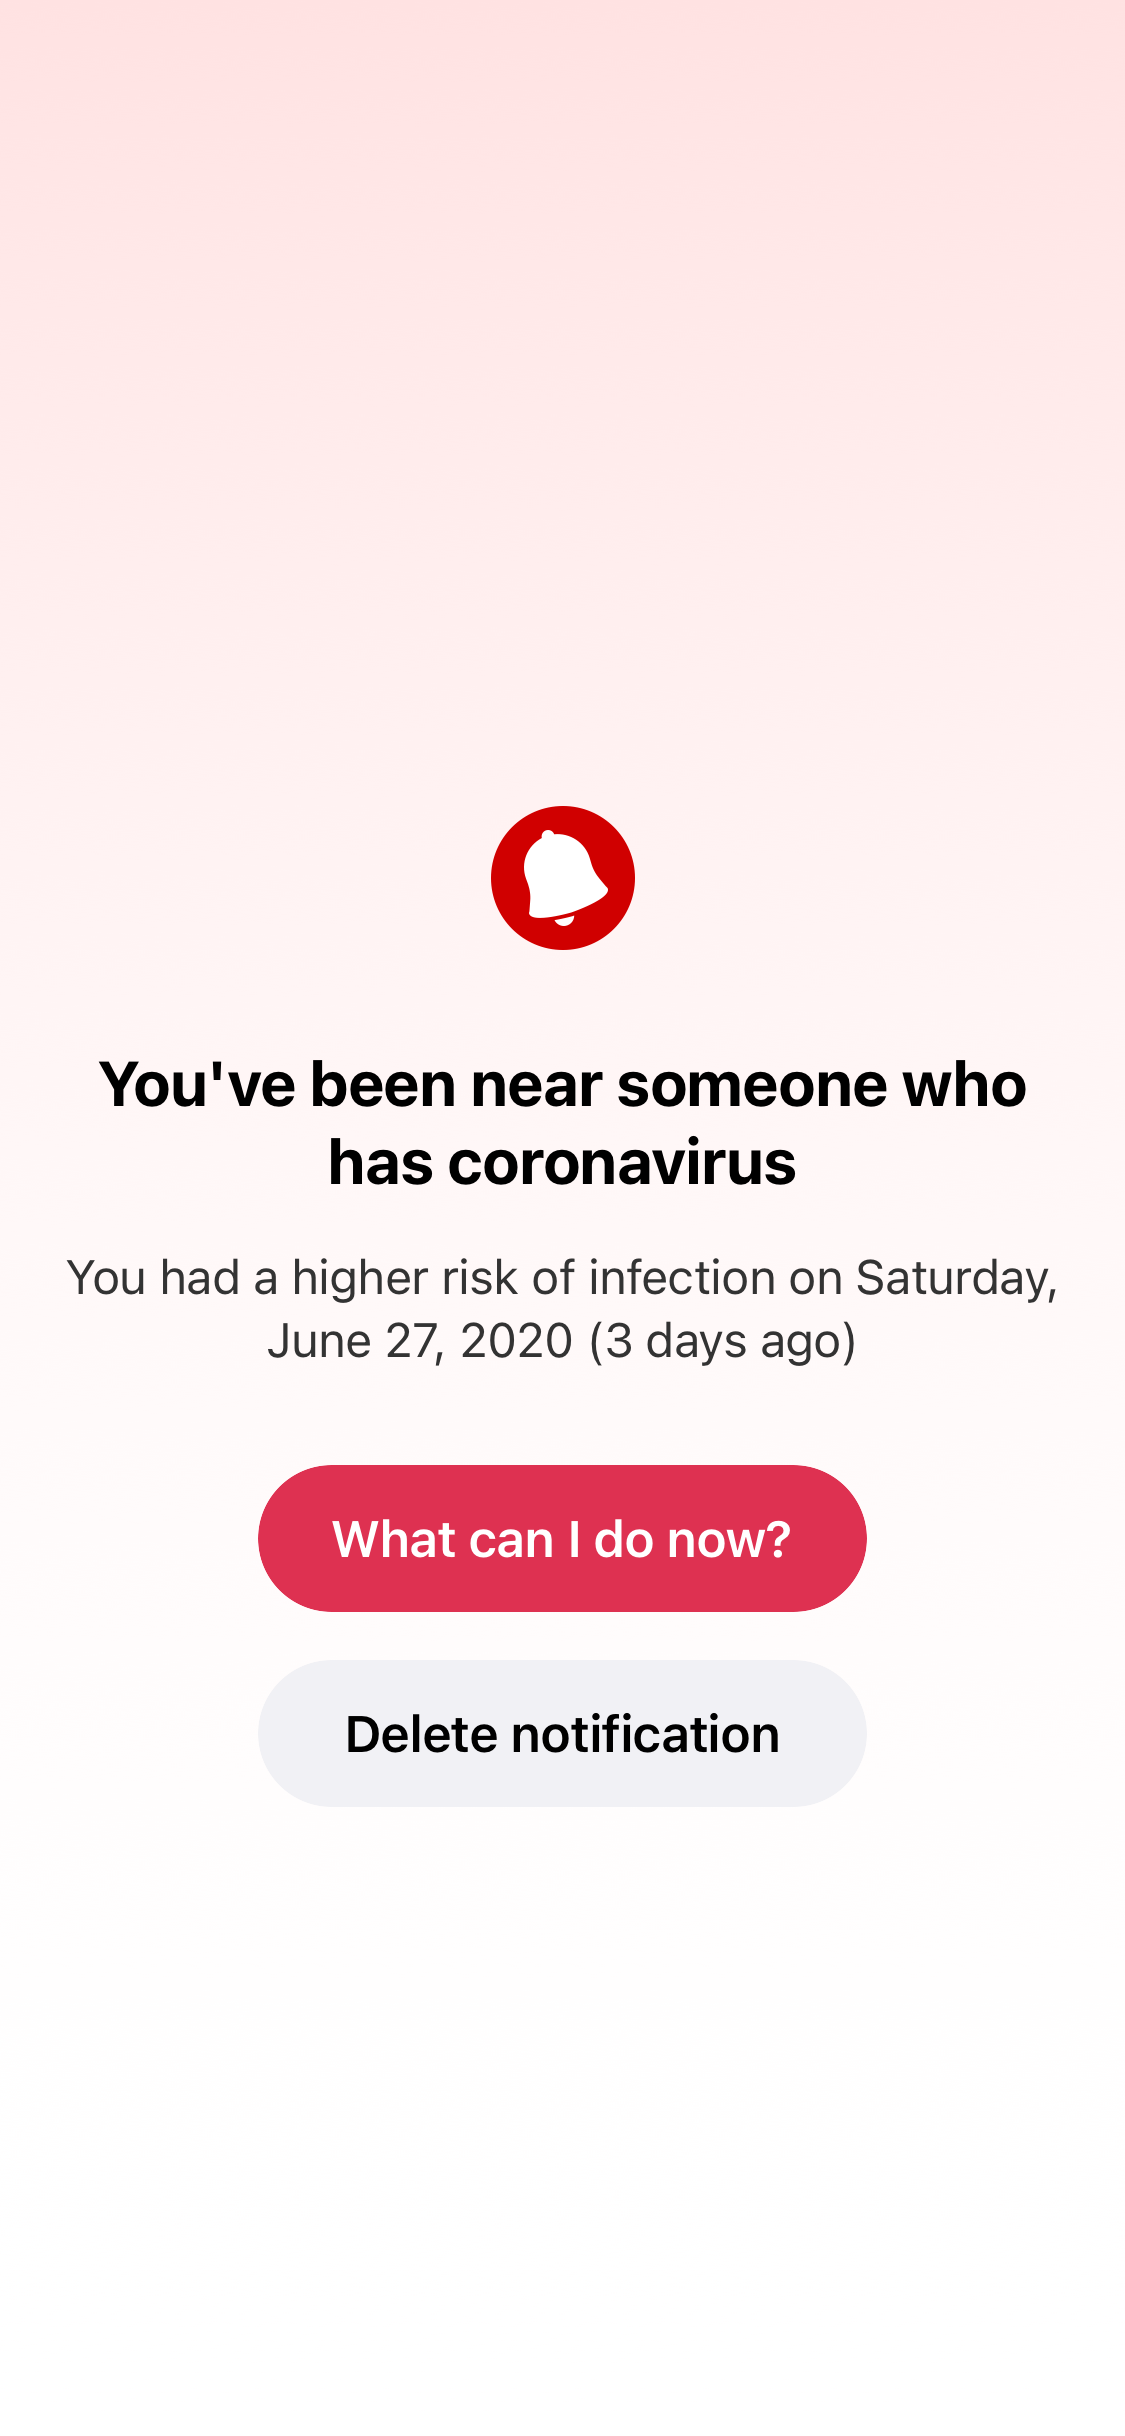 You've been near someone who
has coronavirus
You had a higher risk of infection on Saturday,
June 27, 2020 (3 days ago)
What can I do now?
Delete notification